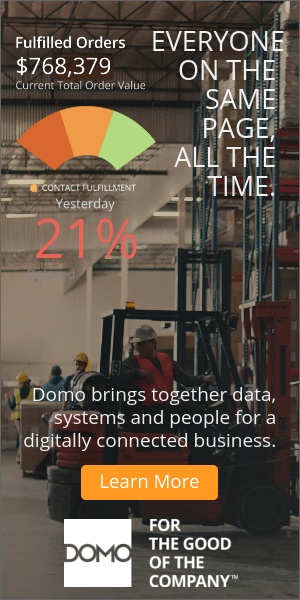 Fulfilled Orders
$768,379
Current Total Order Value
EVERYONE
ON THE
SAME
PAGE,
ALL THE
TIME.
CONTACT FULFILLMENT
Yesterday
21%
Domo brings together data,
systems and people for a
digitally connected business.
Learn More
DOMO
FOR
THE GOOD
OF THE
COMPANY™